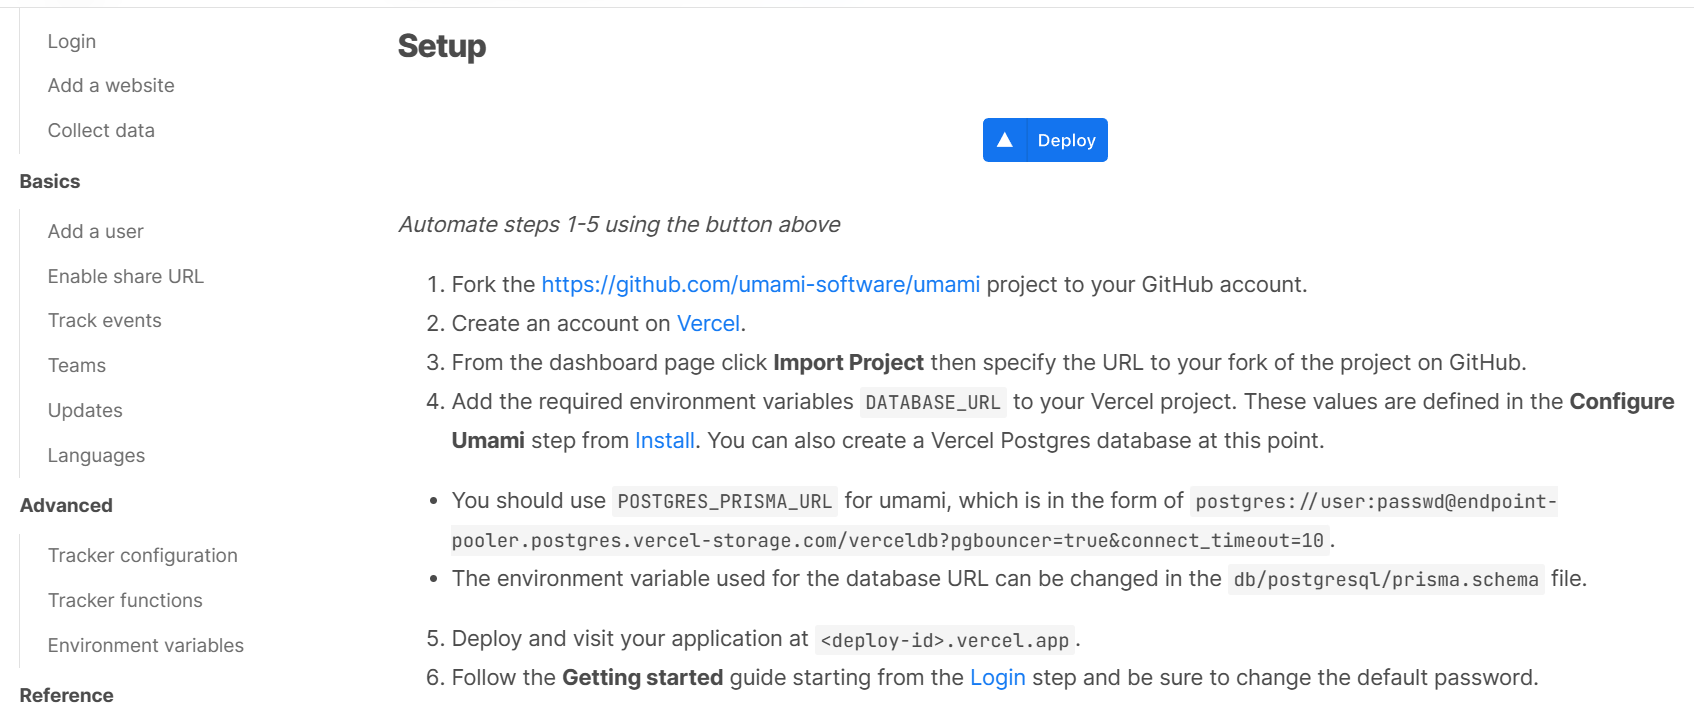 Login
Add a website
Collect data
Basics
Add a user
Enable share URL
Track events
Teams
Updates
Languages
Advanced
Tracker configuration
Tracker functions
Environment variables
Reference
Setup
Deploy
Automate steps 1-5 using the button above
1. Fork the https://github.com/umami-software/umami project to your GitHub account.
2. Create an account on Vercel.
3. From the dashboard page click Import Project then specify the URL to your fork of the project on GitHub.
4. Add the required environment variables DATABASE_URL to your Vercel project. These values are defined in the Configure
Umami step from Install. You can also create a Vercel Postgres database at this point.
• You should use POSTGRES_PRISMA_URL for umami, which is in the form of postgres://user:passwd@endpoint-
pooler.postgres.vercel-storage.com/verceldb?pgbouncer=true&connect_timeout=10.
• The environment variable used for the database URL can be changed in the db/postgresql/prisma.schema file.
5. Deploy and visit your application at <deploy-id>.vercel.app.
6. Follow the Getting started guide starting from the Login step and be sure to change the default password.